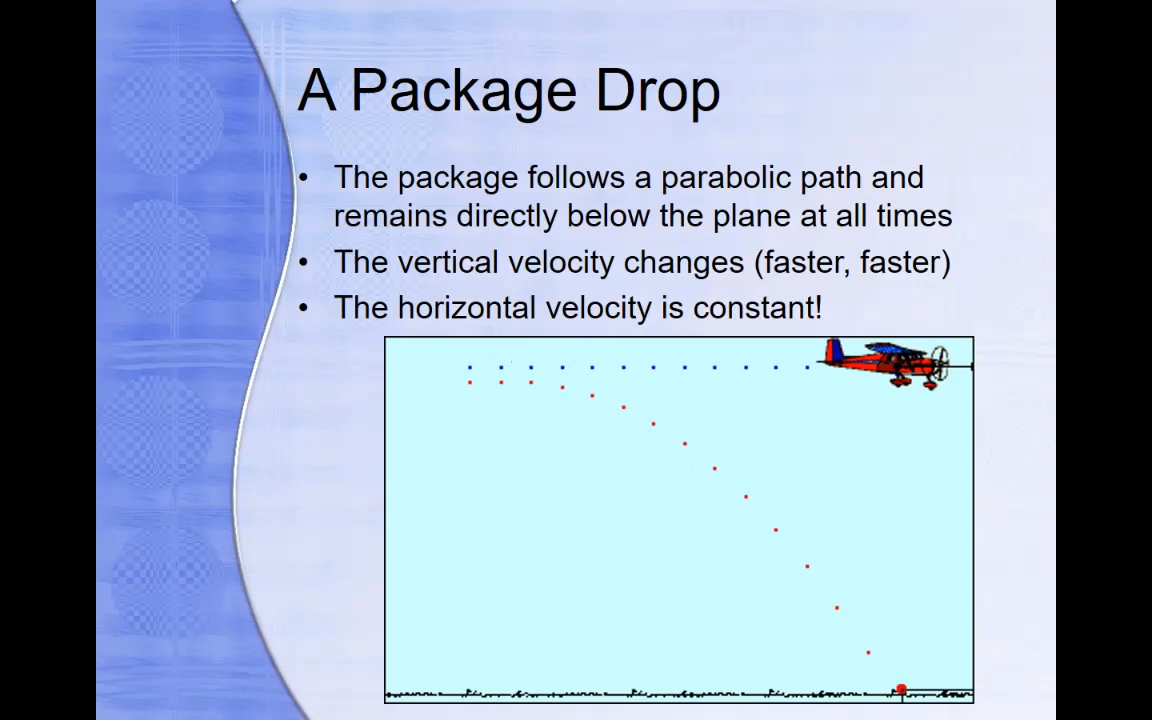 A Package Drop
• The package follows a parabolic path and
remains directly below the plane at all times
• The vertical velocity changes (faster, faster)
• The horizontal velocity is constant!